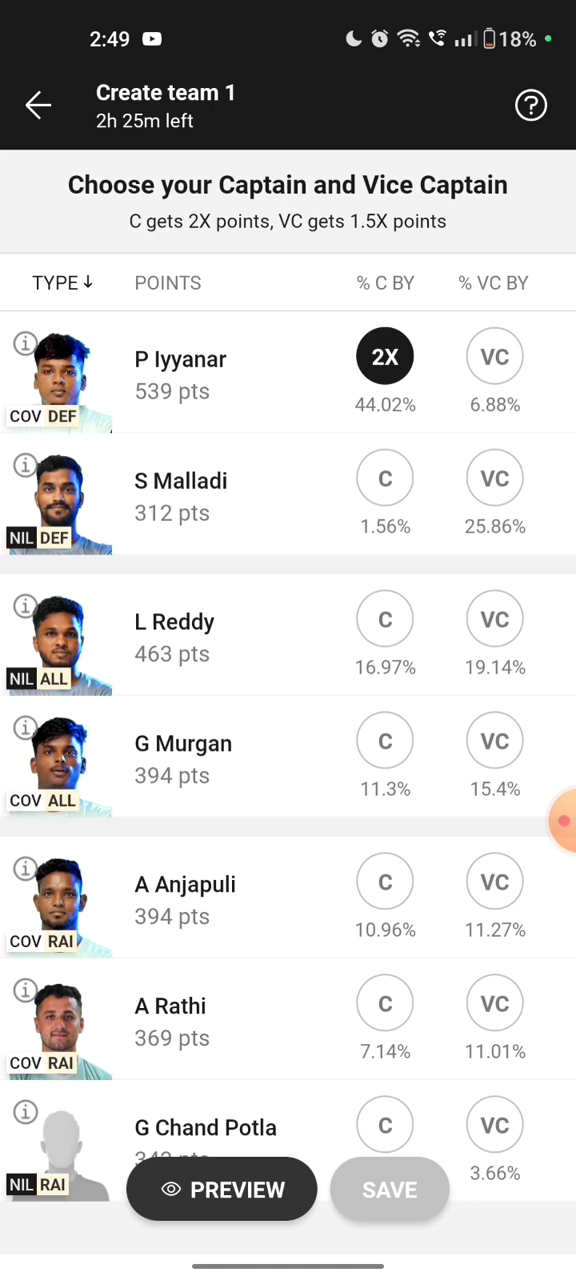 2:49 18%
Create team 1
2h 25m left
Choose your Captain and Vice Captain
C gets 2X points, VC gets 1.5X points
TYPE↓ POINTS % C BY % VC BY
P Iyyanar
539 pts
COV DEF
2X VC
44.02% 6.88%
S Malladi
312 pts
NIL DEF
C VC
1.56% 25.86%
L Reddy
463 pts
NIL ALL
C VC
16.97% 19.14%
G Murgan
394 pts
COV ALL
C VC
11.3% 15.4%
A Anjapuli
394 pts
COV RAI
C VC
10.96% 11.27%
A Rathi
369 pts
COV RAI
C VC
7.14% 11.01%
G Chand Potla
NIL RAI
C VC
3.66%
PREVIEW SAVE